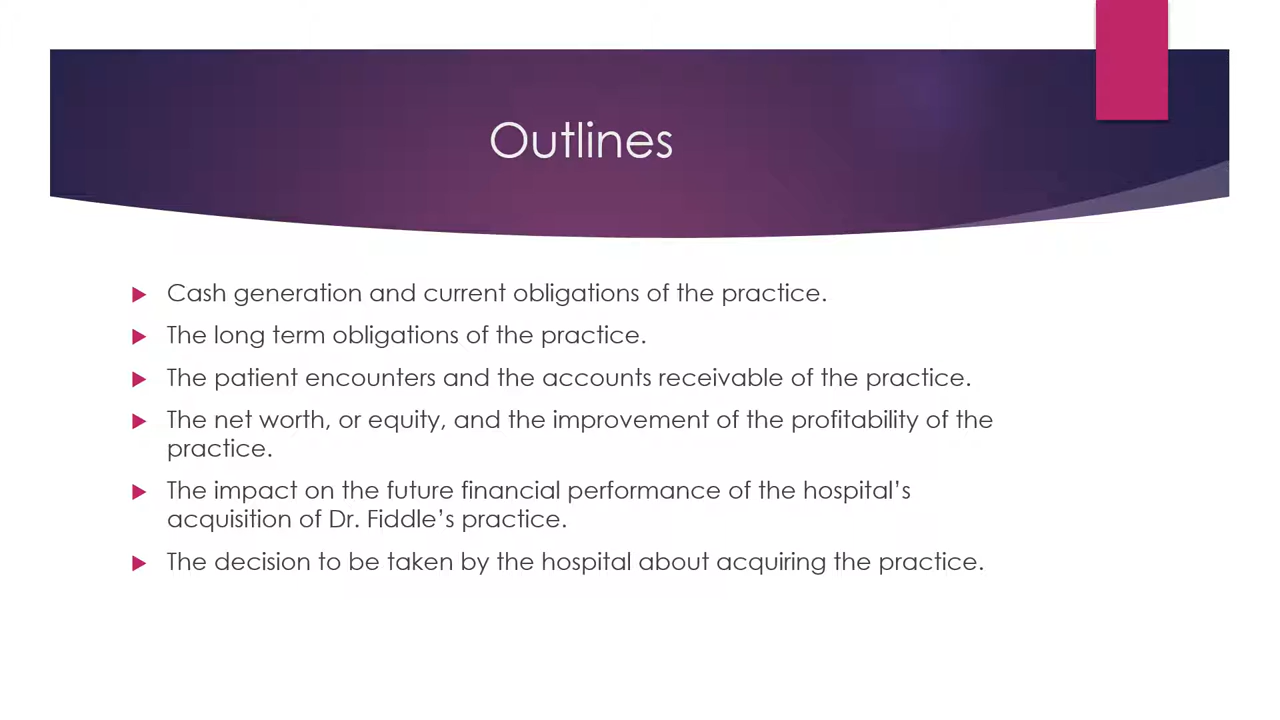 Outlines
Cash generation and current obligations of the practice.
The long term obligations of the practice.
The patient encounters and the accounts receivable of the practice.
The net worth, or equity, and the improvement of the profitability of the
practice.
The impact on the future financial performance of the hospital’s
acquisition of Dr. Fiddle’s practice.
The decision to be taken by the hospital about acquiring the practice.